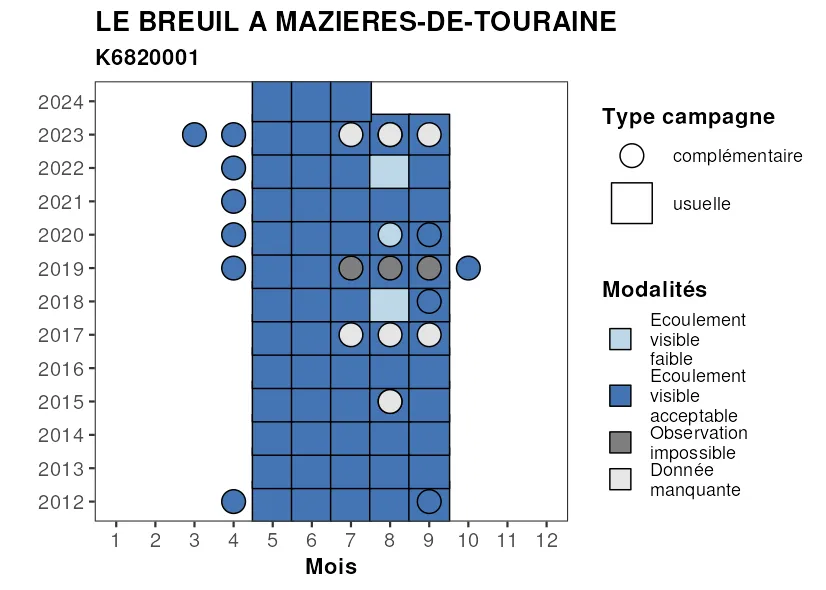 LE BREUIL A MAZIERES-DE-TOURAINE
K6820001
2024
2023
2022
2021
2020
2019
2018
2017
2016
2015
2014
2013
2012
1 2 3 4 5 6 7 8 9 10 11 12
Mois
Type campagne
complémentaire
usuelle
Modalités
Ecoulement
visible
faible
Ecoulement
visible
acceptable
Observation
impossible
Donnée
manquante